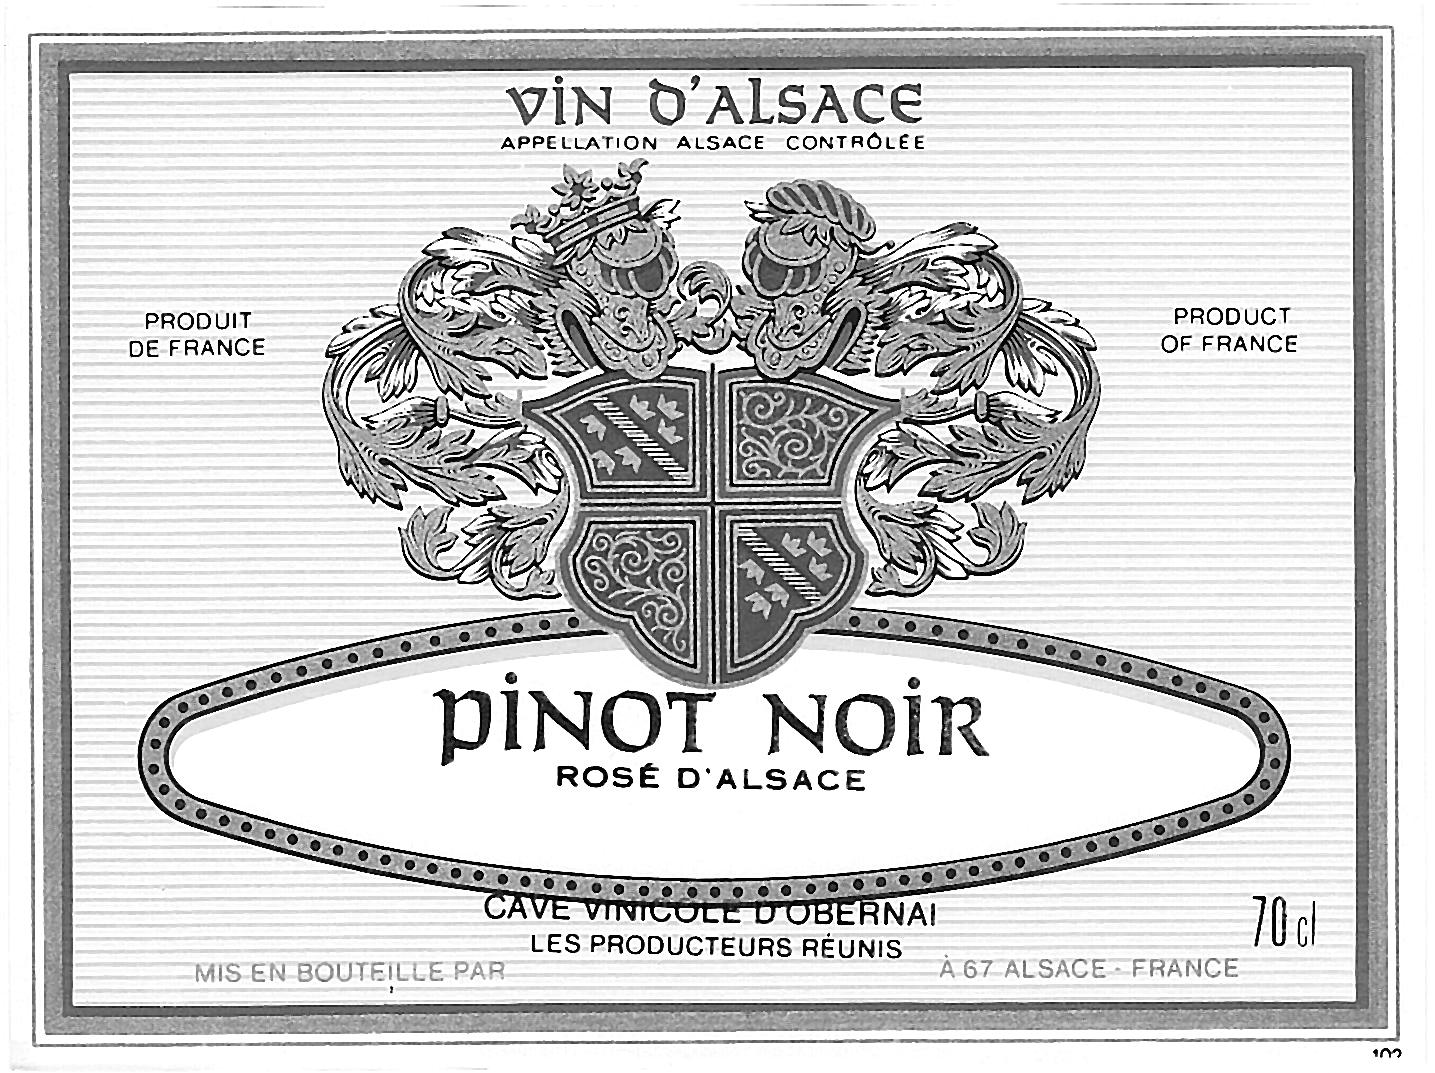 VIN D'ALSACE
APPELLATION ALSACE CONTRÔLÉE
PRODUIT
DE FRANCE
PRODUCT
OF FRANCE
PINOT NOIR
ROSÉ D'ALSACE
CAVE VINICOLE D'OBERNAI
LES PRODUCTEURS RÉUNIS
70 cl
MIS EN BOUTEILLE PAR
À 67 ALSACE - FRANCE